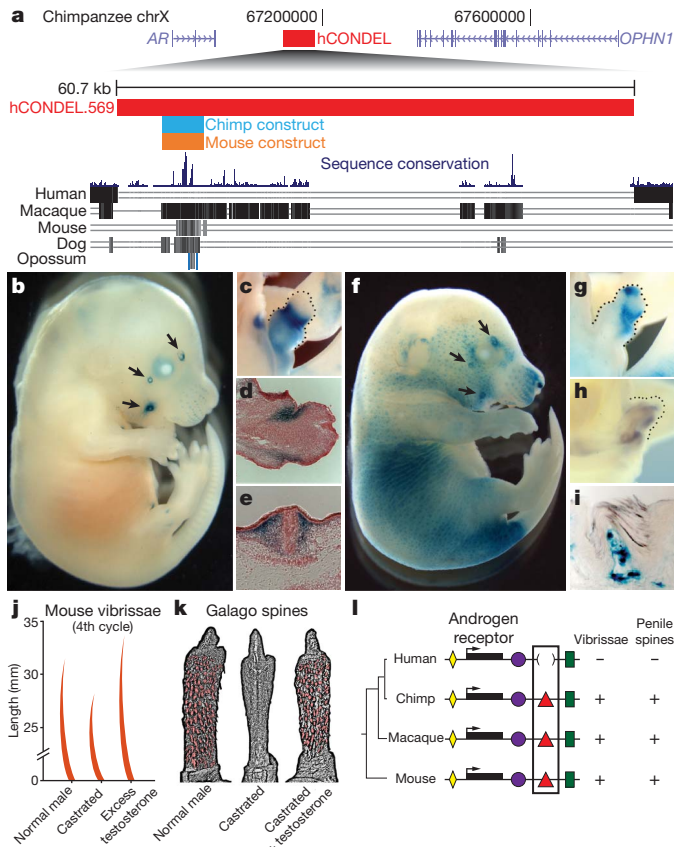 a Chimpanzee chrX 67200000 67600000
AR hCONDEL OPHN1
60.7 kb
hCONDEL.569
Chimp construct
Mouse construct
Sequence conservation
Human
Macaque
Mouse
Dog
Opossum
b c f g
d h
e i
j Mouse vibrissae
(4th cycle)
Length (mm)
35
30
25
0
Normal male
Castrated
Excess
testosterone
k Galago spines
Normal male
Castrated
Castrated
testosterone
l Androgen
receptor
Vibrissae
Penile
spines
Human – –
Chimp + +
Macaque + +
Mouse + +